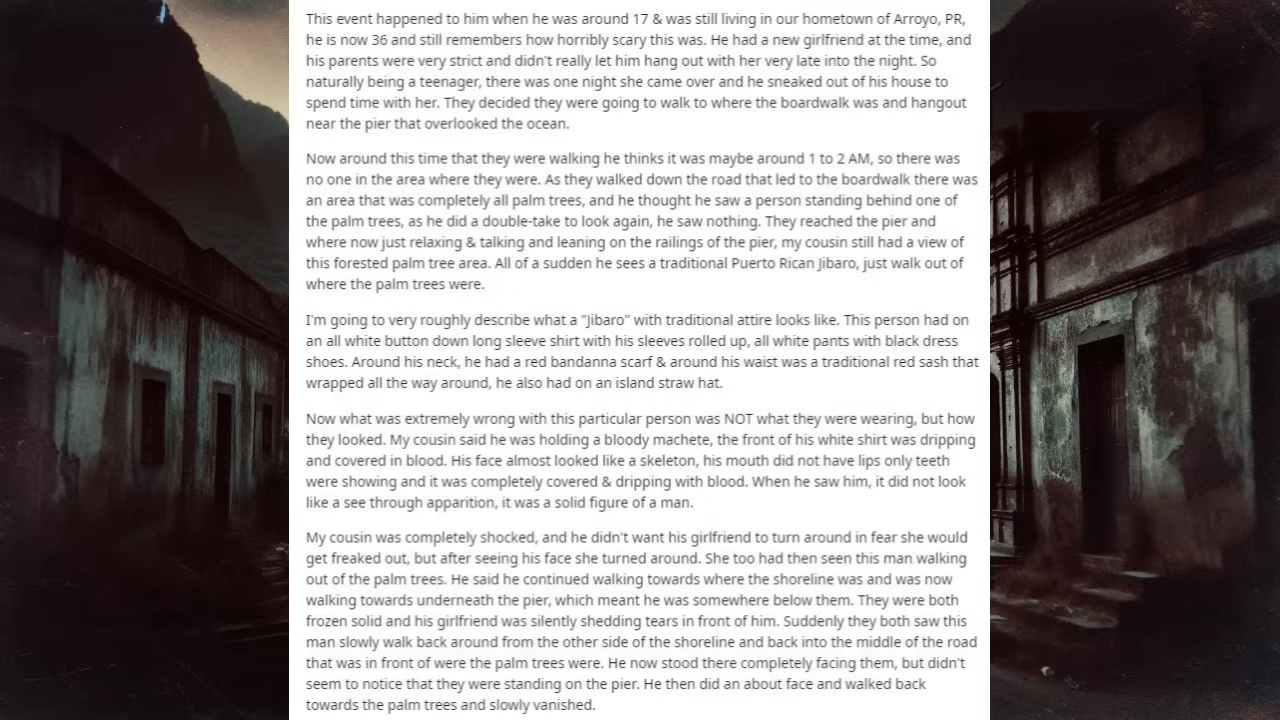 This event happened to him when he was around 17 & was still living in our hometown of Arroyo, PR,
he is now 36 and still remembers how horribly scary this was. He had a new girlfriend at the time, and
his parents were very strict and didn't really let him hang out with her very late into the night. So
naturally being a teenager, there was one night she came over and he sneaked out of his house to
spend time with her. They decided they were going to walk to where the boardwalk was and hangout
near the pier that overlooked the ocean.
Now around this time that they were walking he thinks it was maybe around 1 to 2 AM, so there was
no one in the area where they were. As they walked down the road that led to the boardwalk there was
an area that was completely all palm trees, and he thought he saw a person standing behind one of
the palm trees, as he did a double-take to look again, he saw nothing. They reached the pier and
where now just relaxing & talking and leaning on the railings of the pier, my cousin still had a view of
this forested palm tree area. All of a sudden he sees a traditional Puerto Rican Jibaro, just walk out of
where the palm trees were.
I'm going to very roughly describe what a "Jibaro" with traditional attire looks like. This person had on
an all white button down long sleeve shirt with his sleeves rolled up, all white pants with black dress
shoes. Around his neck, he had a red bandanna scarf & around his waist was a traditional red sash that
wrapped all the way around, he also had on an island straw hat.
Now what was extremely wrong with this particular person was NOT what they were wearing, but how
they looked. My cousin said he was holding a bloody machete, the front of his white shirt was dripping
and covered in blood. His face almost looked like a skeleton, his mouth did not have lips only teeth
were showing and it was completely covered & dripping with blood. When he saw him, it did not look
like a see through apparition, it was a solid figure of a man.
My cousin was completely shocked, and he didn't want his girlfriend to turn around in fear she would
get freaked out, but after seeing his face she turned around. She too had then seen this man walking
out of the palm trees. He said he continued walking towards where the shoreline was and was now
walking towards underneath the pier, which meant he was somewhere below them. They were both
frozen solid and his girlfriend was silently shedding tears in front of him. Suddenly they both saw this
man slowly walk back around from the other side of the shoreline and back into the middle of the road
that was in front of were the palm trees were. He now stood there completely facing them, but didn't
seem to notice that they were standing on the pier. He then did an about face and walked back
towards the palm trees and slowly vanished.